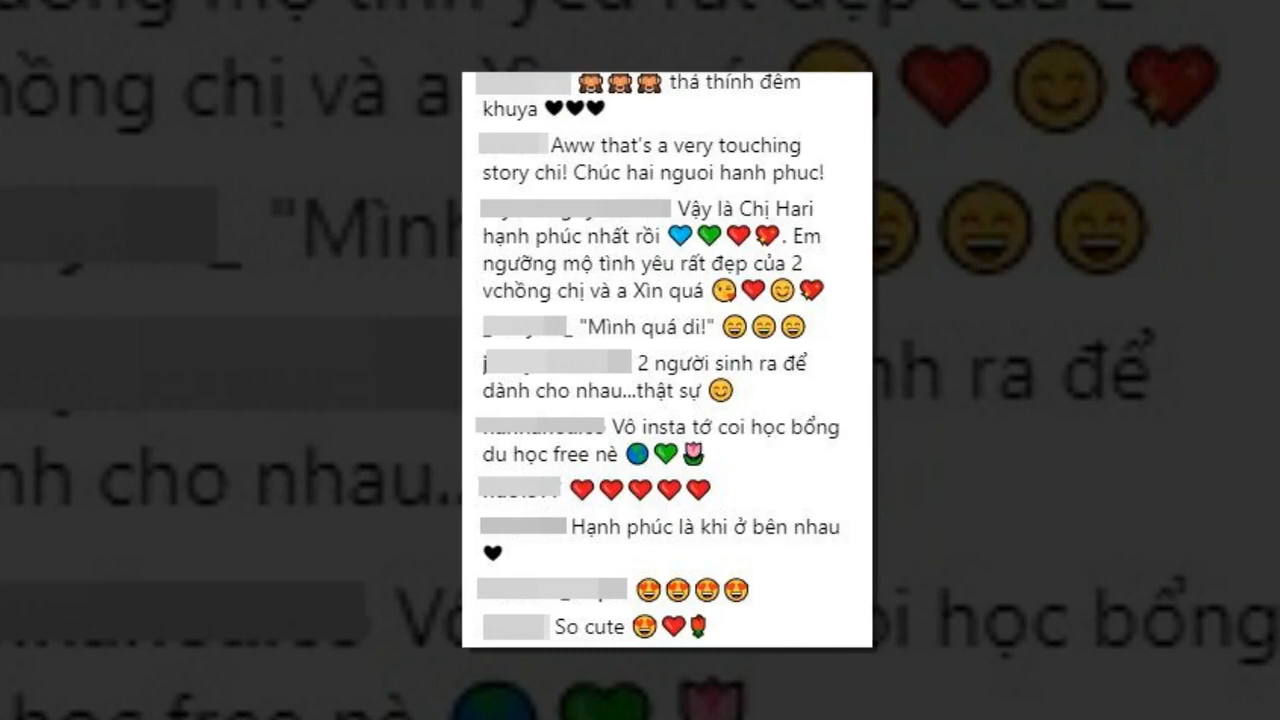 🙈🙈🙈 thá thính đêm
khuya 🖤🖤🖤
Aww that's a very touching
story chi! Chúc hai nguoi hanh phuc!
Vậy là Chị Hari
hạnh phúc nhất rồi 💙💚❤💖. Em
ngưỡng mộ tình yêu rất đẹp của 2
vchồng chị và a Xìn quá 😘❤😊💖
_ "Mình quá di!" 😄😄😄
2 người sinh ra để
dành cho nhau...thật sự 😊
Vô insta tớ coi học bổng
du học free nè 🌏💚🌷
❤❤❤❤❤
Hạnh phúc là khi ở bên nhau
🖤
😍😍😍😍
So cute 😍❤🌹